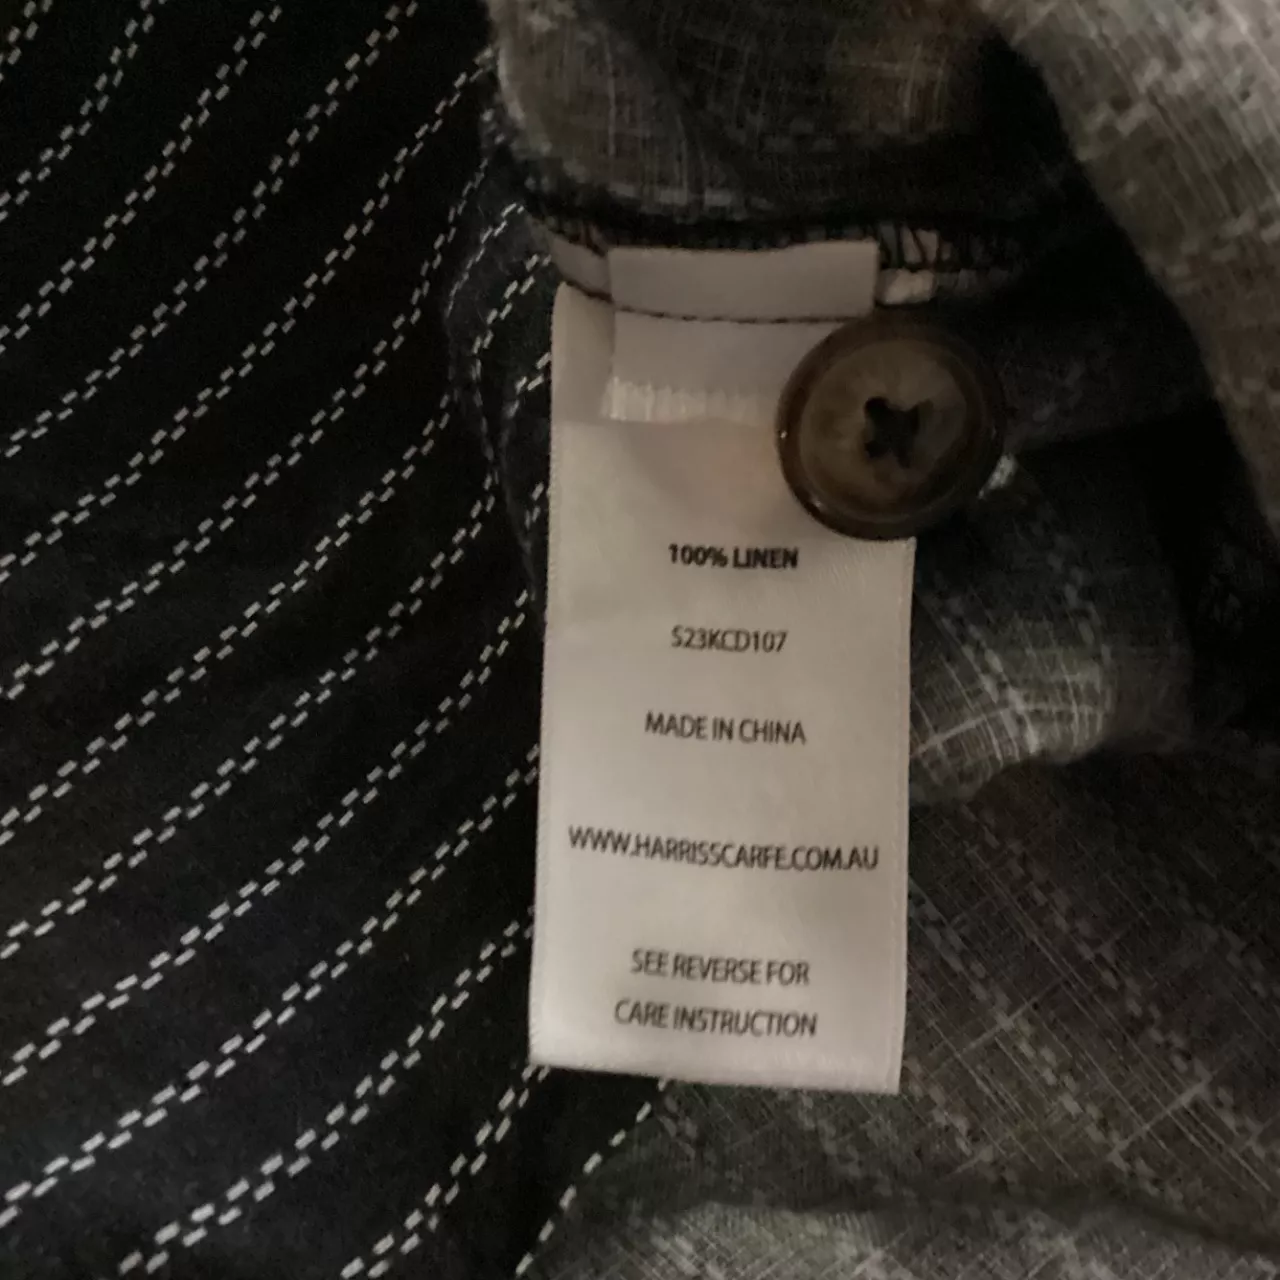 100% LINEN
S23KCD107
MADE IN CHINA
WWW.HARRISSCARFE.COM.AU
SEE REVERSE FOR
CARE INSTRUCTION